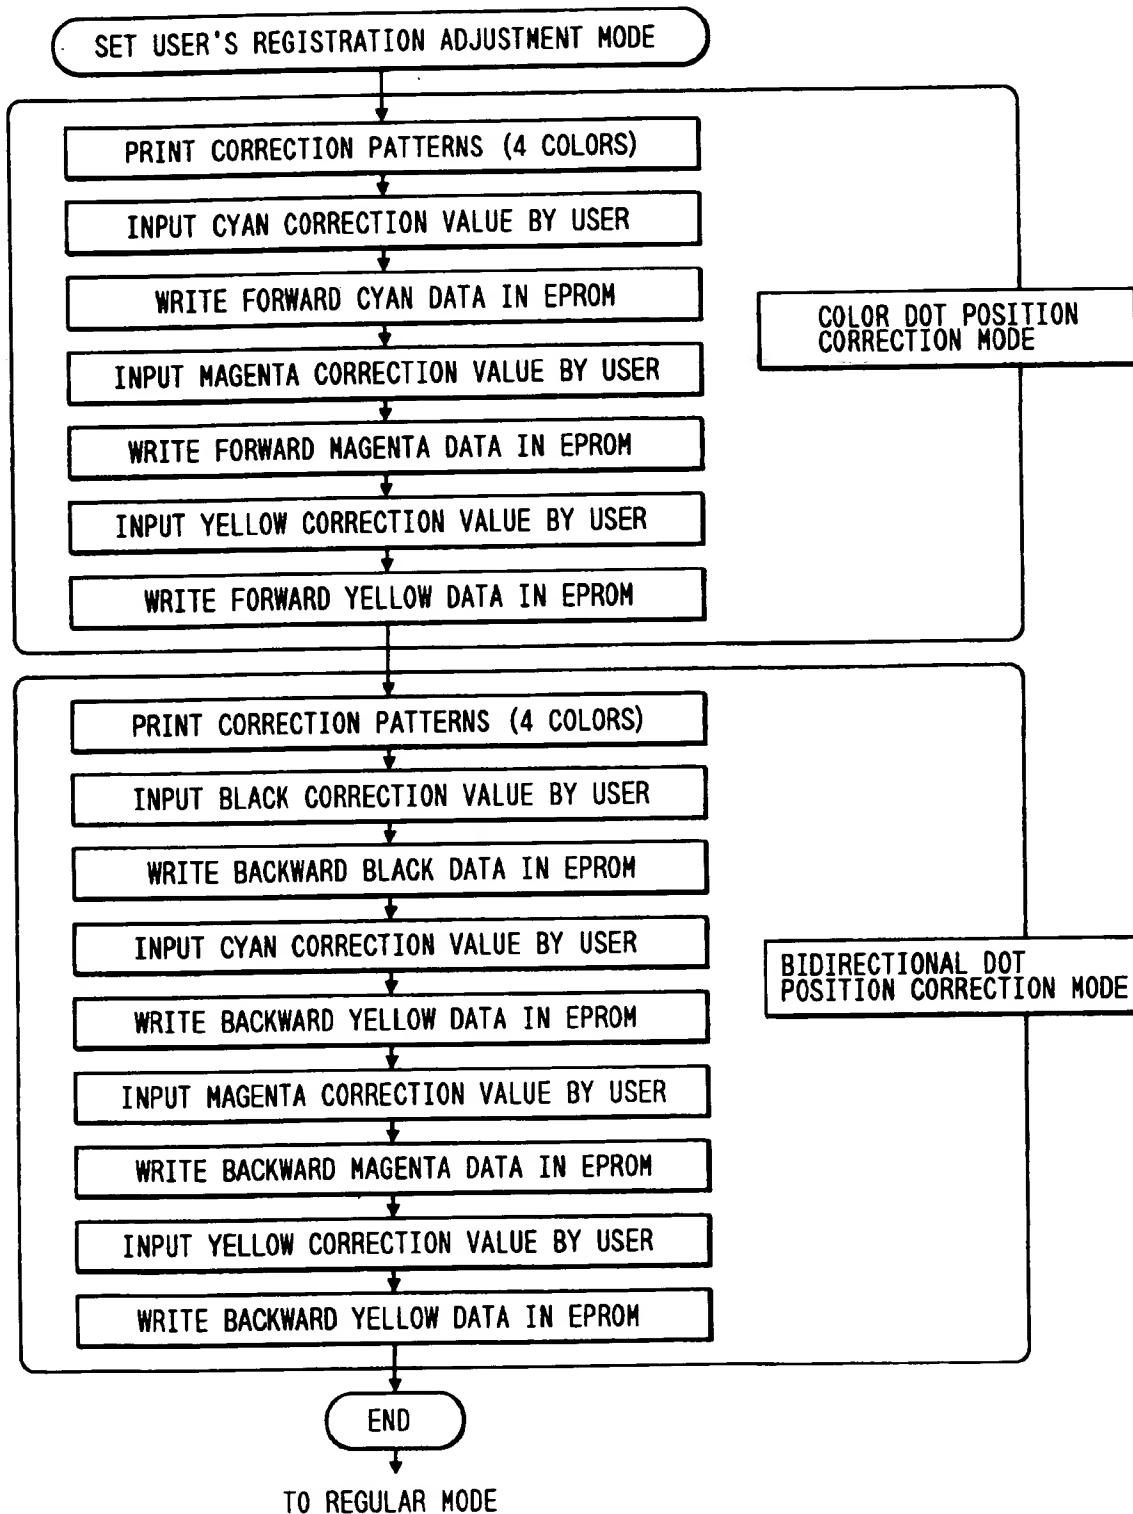 SET USER'S REGISTRATION ADJUSTMENT MODE
PRINT CORRECTION PATTERNS (4 COLORS)
INPUT CYAN CORRECTION VALUE BY USER
WRITE FORWARD CYAN DATA IN EPROM
INPUT MAGENTA CORRECTION VALUE BY USER
WRITE FORWARD MAGENTA DATA IN EPROM
INPUT YELLOW CORRECTION VALUE BY USER
WRITE FORWARD YELLOW DATA IN EPROM
COLOR DOT POSITION
CORRECTION MODE
PRINT CORRECTION PATTERNS (4 COLORS)
INPUT BLACK CORRECTION VALUE BY USER
WRITE BACKWARD BLACK DATA IN EPROM
INPUT CYAN CORRECTION VALUE BY USER
WRITE BACKWARD YELLOW DATA IN EPROM
INPUT MAGENTA CORRECTION VALUE BY USER
WRITE BACKWARD MAGENTA DATA IN EPROM
INPUT YELLOW CORRECTION VALUE BY USER
WRITE BACKWARD YELLOW DATA IN EPROM
BIDIRECTIONAL DOT
POSITION CORRECTION MODE
END
TO REGULAR MODE